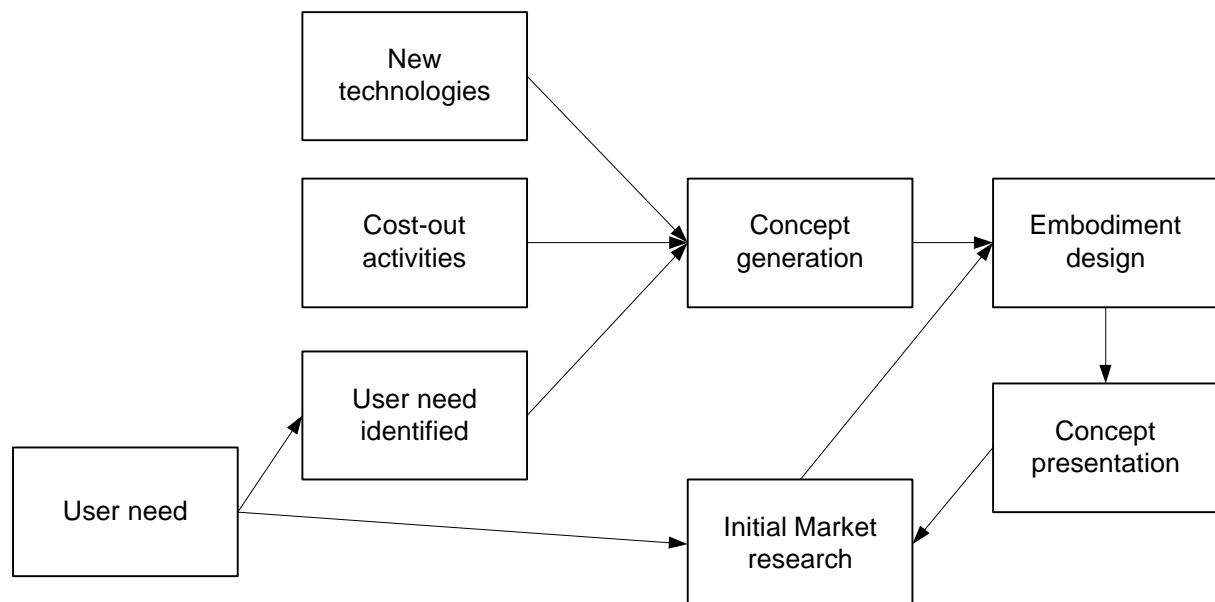 New
technologies
Cost-out
activities
Concept
generation
Embodiment
design
User need
identified
Concept
presentation
User need
Initial Market
research